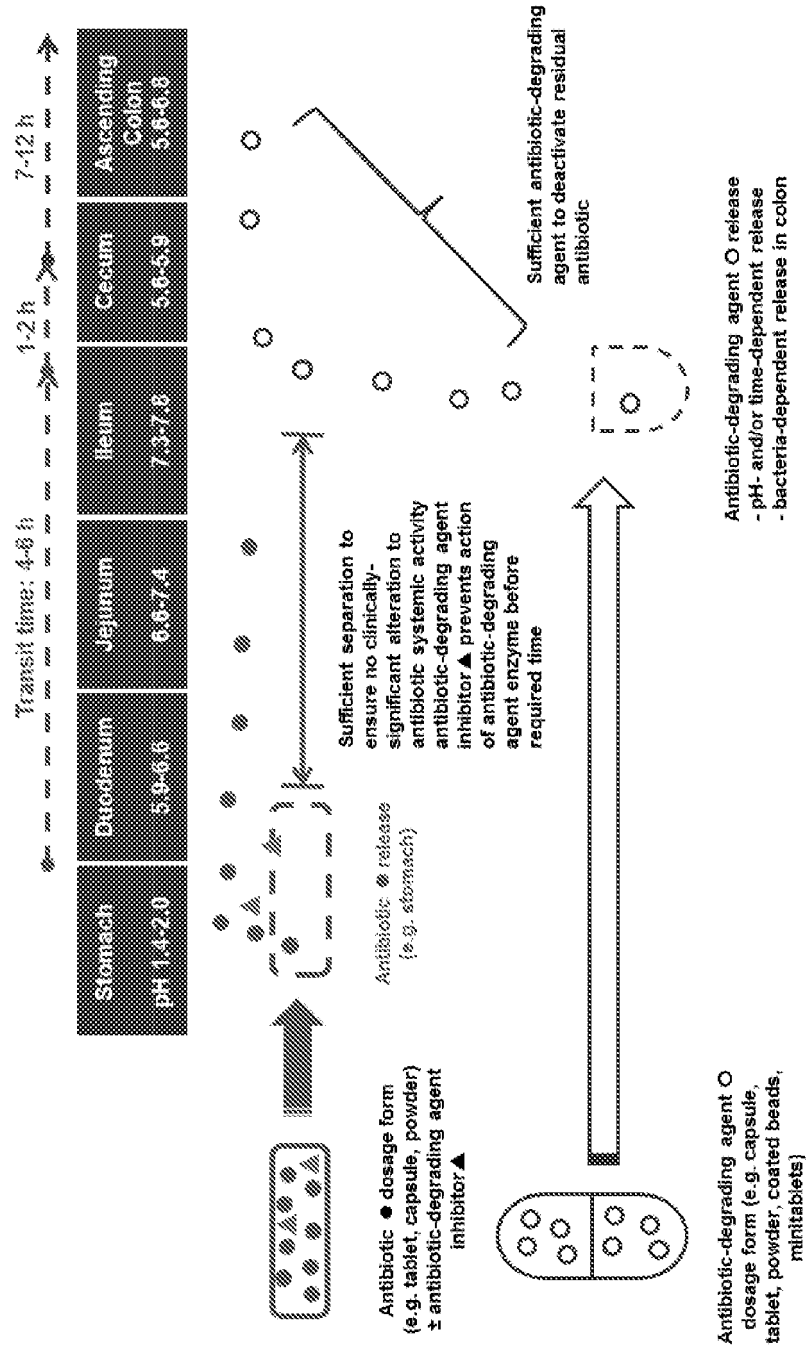 Transit time: 4-6 h
1-2 h
7-12 h
Stomach
pH 1.4-2.0
Duodenum
5.9-6.6
Jejunum
6.6-7.4
Ileum
7.3-7.8
Cecum
5.6-5.9
Ascending
Colon
5.6-6.8
Antibiotic ● dosage form
(e.g. tablet, capsule, powder)
± antibiotic-degrading agent
inhibitor ▲
Antibiotic ● release
(e.g. stomach)
Sufficient separation to
ensure no clinically-
significant alteration to
antibiotic systemic activity
antibiotic-degrading agent
inhibitor ▲ prevents action
of antibiotic-degrading
agent enzyme before
required time
Sufficient antibiotic-degrading
agent to deactivate residual
antibiotic
Antibiotic-degrading agent O
dosage form (e.g. capsule,
tablet, powder, coated beads,
minitablets)
Antibiotic-degrading agent O release
- pH- and/or time-dependent release
- bacteria-dependent release in colon